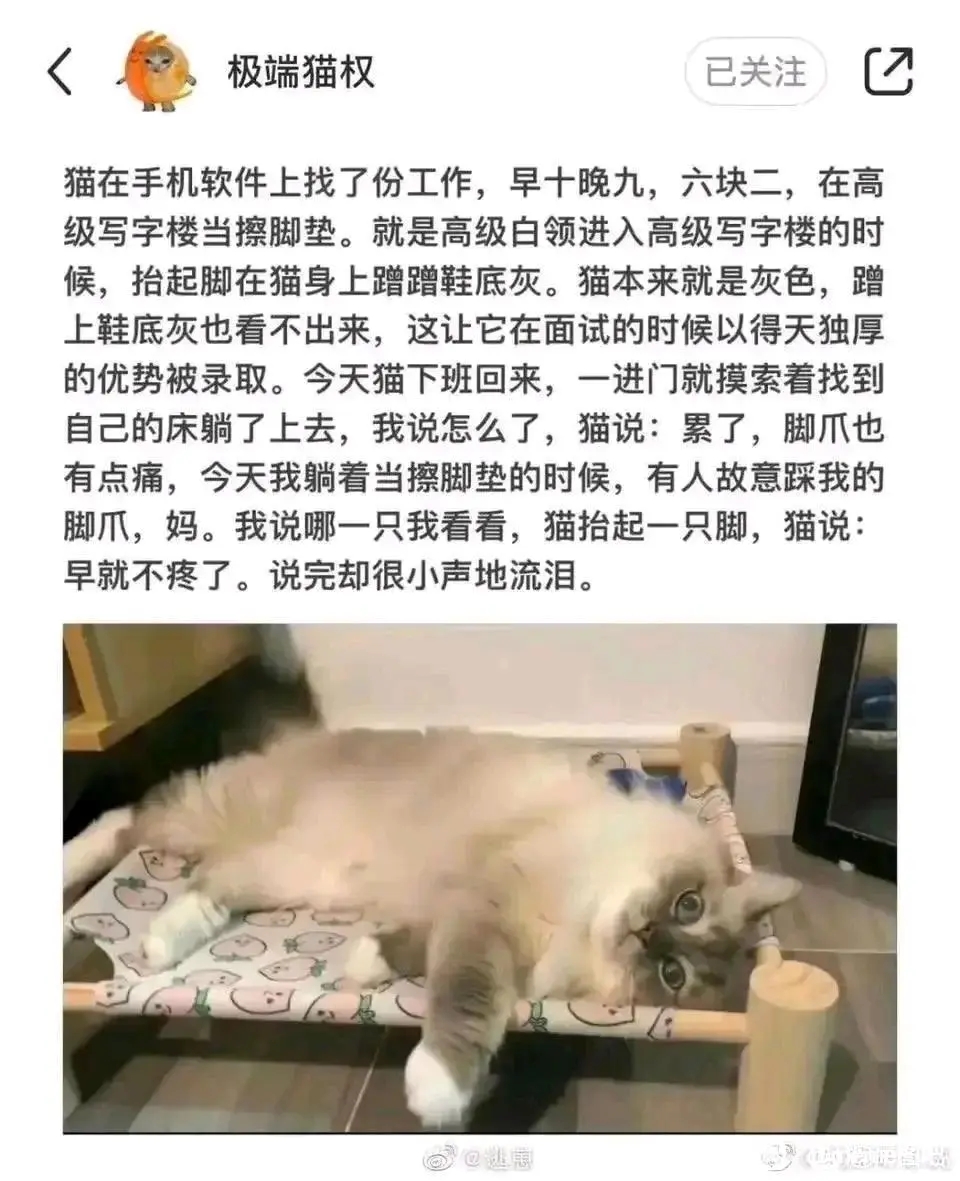 极端猫权
已关注
猫在手机软件上找了份工作，早十晚九，六块二，在高
级写字楼当擦脚垫。就是高级白领进入高级写字楼的时
候，抬起脚在猫身上蹭蹭鞋底灰。猫本来就是灰色，蹭
上鞋底灰也看不出来，这让它在面试的时候以得天独厚
的优势被录取。今天猫下班回来，一进门就摸索着找到
自己的床躺了上去，我说怎么了，猫说：累了，脚爪也
有点痛，今天我躺着当擦脚垫的时候，有人故意踩我的
脚爪，妈。我说哪一只我看看，猫抬起一只脚，猫说：
早就不疼了。说完却很小声地流泪。